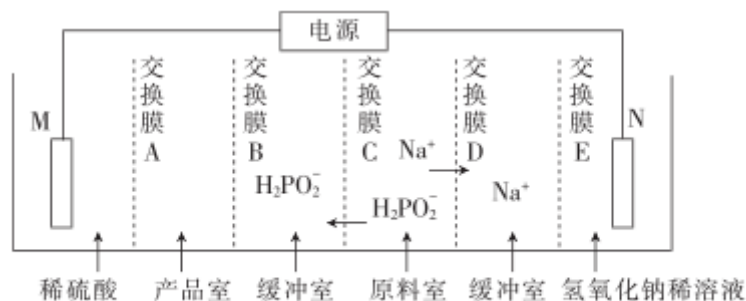 电源
M
交换膜A
交换膜B
交换膜C
交换膜D
交换膜E
N
Na⁺
H₂PO₂⁻
H₂PO₂⁻
Na⁺
稀硫酸 产品室 缓冲室 原料室 缓冲室 氢氧化钠稀溶液